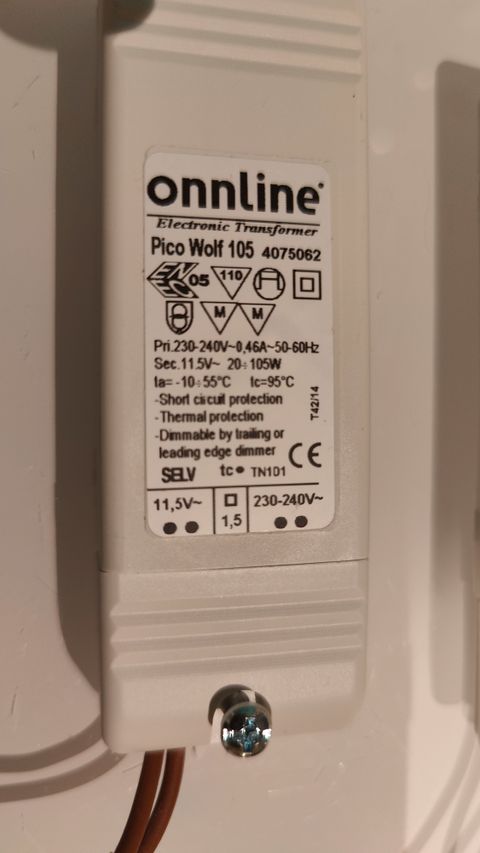 onnline
Electronic Transformer
Pico Wolf 105 4075062
ENEC 05 110
M M
Pri.230-240V~0,46A~50-60Hz
Sec.11.5V~ 20÷105W
ta= -10÷55°C tc=95°C
-Short circuit protection
-Thermal protection
-Dimmable by trailing or
leading edge dimmer
T42/14
CE
SELV tc● TN101
11,5V~
1,5
230-240V~